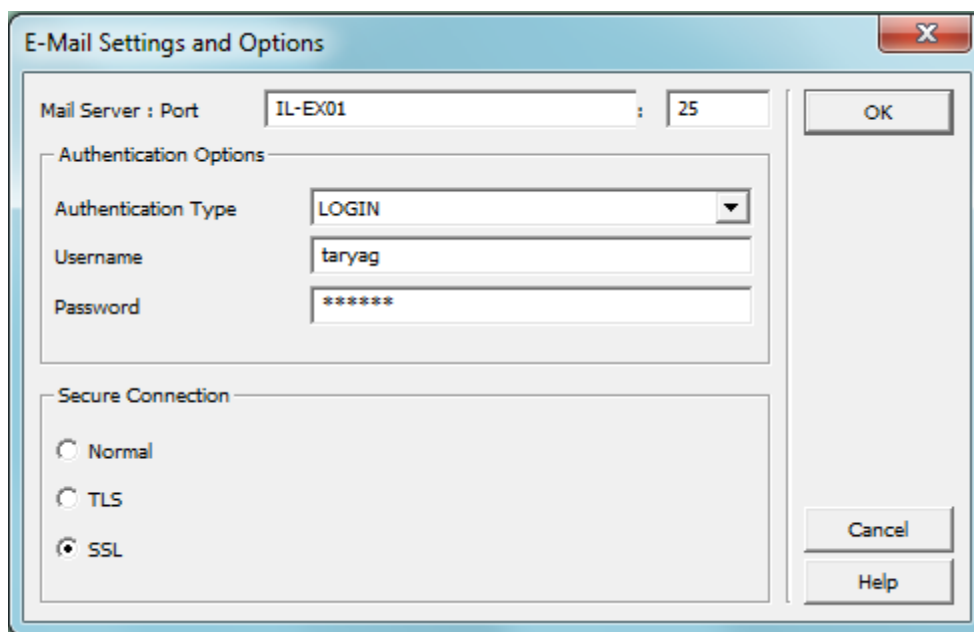 E-Mail Settings and Options
Mail Server : Port IL-EX01 : 25 OK
Authentication Options
Authentication Type LOGIN
Username taryag
Password ******
Secure Connection
Normal
TLS
SSL
Cancel
Help